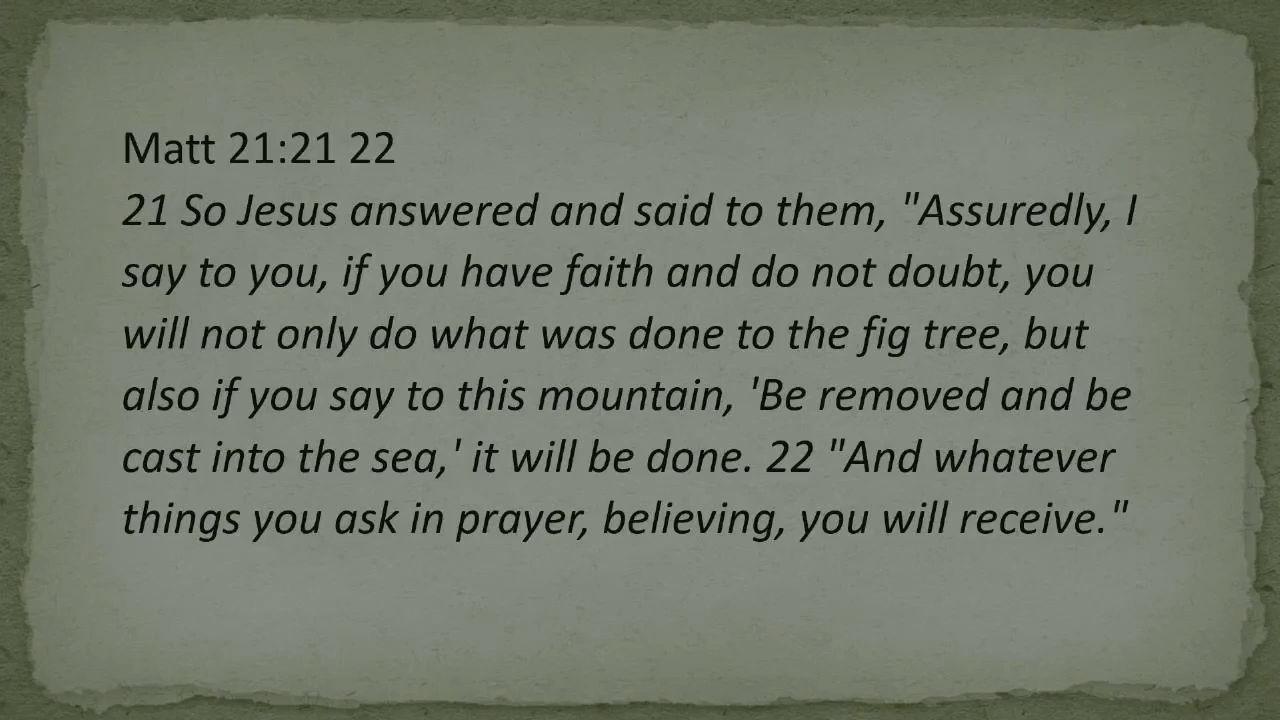 Matt 21:21 22
21 So Jesus answered and said to them, "Assuredly, I
say to you, if you have faith and do not doubt, you
will not only do what was done to the fig tree, but
also if you say to this mountain, 'Be removed and be
cast into the sea,' it will be done. 22 "And whatever
things you ask in prayer, believing, you will receive."